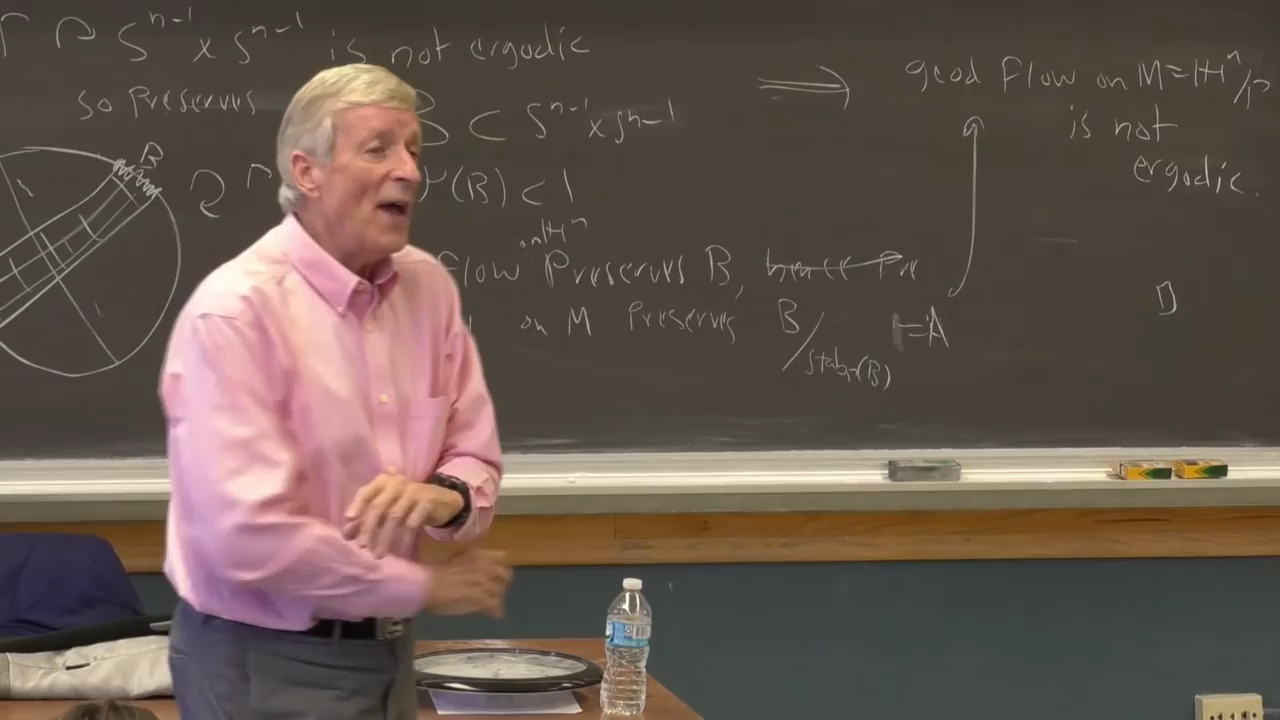 Γ ↷ S^{n-1} x S^{n-1} is not ergodic
so Preserves B ⊂ S^{n-1} x S^{n-1}
B
(B) < 1
flow on H^n Preserves B,
on M Preserves B/stab_Γ(B) = A
⟹ geod flow on M = H^n/Γ
is not
ergodic.